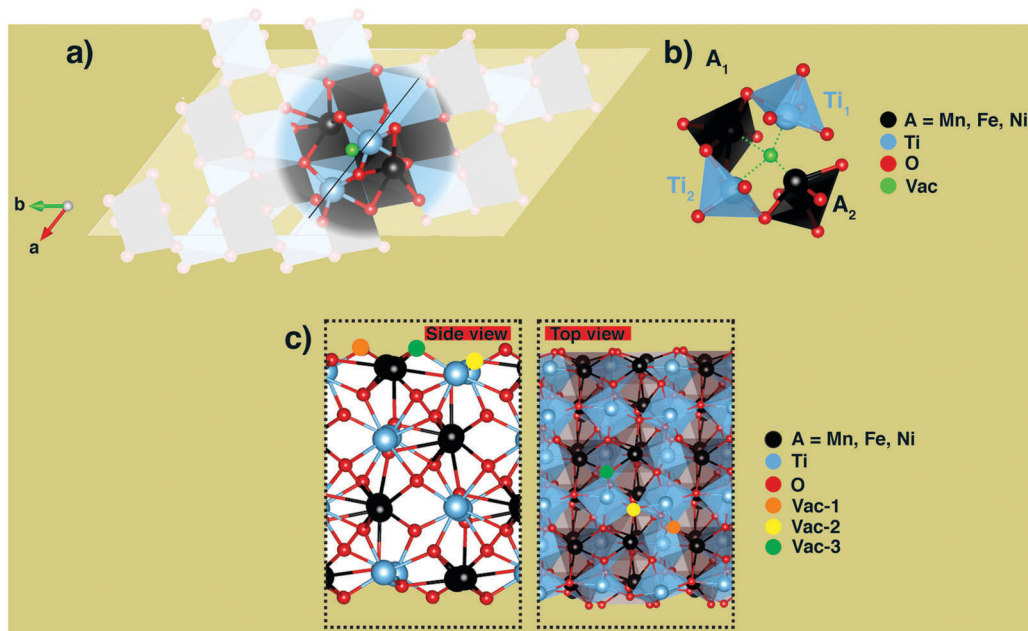 a)
b
a
b)
A1
Ti1
Ti2
A2
A = Mn, Fe, Ni
Ti
O
Vac
c)
Side view
Top view
A = Mn, Fe, Ni
Ti
O
Vac-1
Vac-2
Vac-3